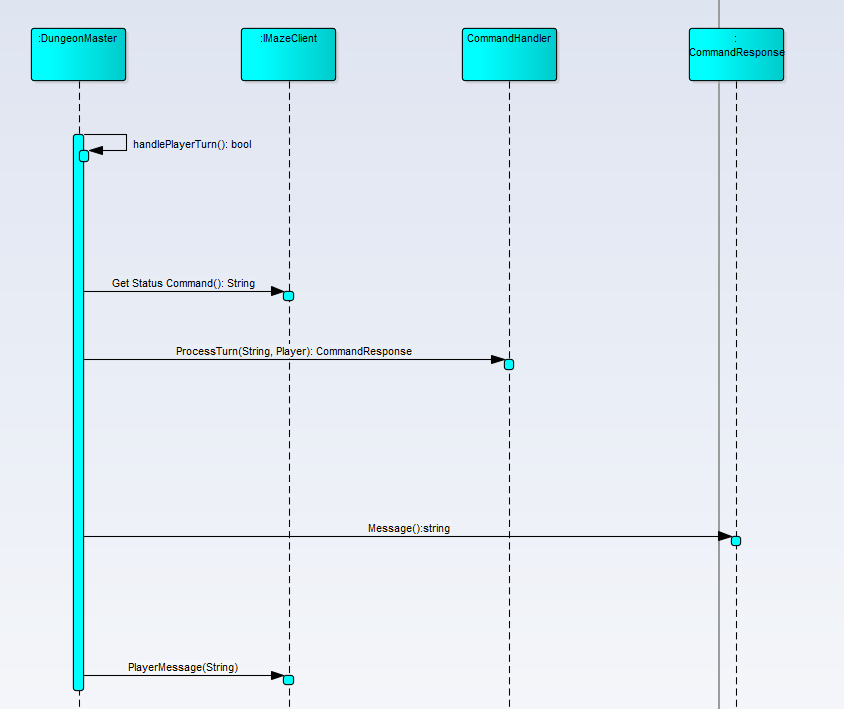 :DungeonMaster
:IMazeClient
CommandHandler
:
CommandResponse
handlePlayerTurn(): bool
Get Status Command(): String
ProcessTurn(String, Player): CommandResponse
Message():string
PlayerMessage(String)